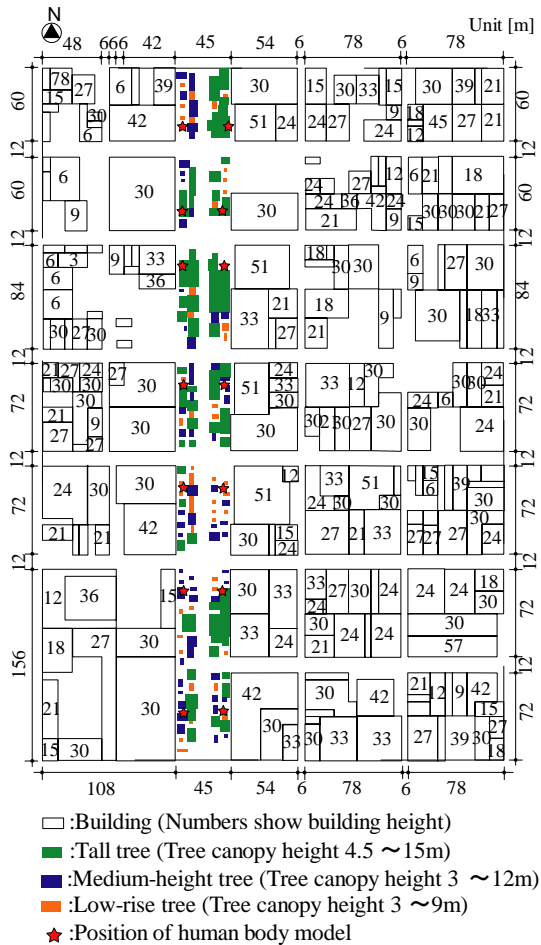 N
Unit [m]
48 6 6 6 42 45 54 6 78 6 78
60 78 27 6 39 30 15 30 33 15 30 39 21 60
15 30 6 42 51 24 24 27 9 24 18 12 45 27 21
12 12
60 6 9 30 30 24 27 12 24 36 42 24 21 9 6 21 18 15 30 30 30 21 27 60
12 12
84 6 3 6 6 9 33 36 51 18 30 30 6 9 27 30 84
30 27 33 21 27 18 21 9 30 18 33
12 12
72 21 27 24 30 30 27 30 51 24 33 30 33 12 30 30 30 24 21 72
21 30 27 9 27 30 30 30 21 30 27 30 24 6 30 24
12 12
72 24 30 30 51 12 33 51 24 30 30 15 6 39 30 72
21 21 42 30 15 24 27 21 33 27 27 27 30 24
12 12
156 12 36 15 30 33 33 27 30 24 24 24 24 18 30 72
18 27 30 33 24 30 21 24 24 30 57
12
21 30 42 30 42 21 12 9 42 15 72
15 30 30 33 30 33 33 27 39 30 27 18
108 45 54 6 78 6 78
:Building (Numbers show building height)
:Tall tree (Tree canopy height 4.5 ～15m)
:Medium-height tree (Tree canopy height 3 ～12m)
:Low-rise tree (Tree canopy height 3 ～9m)
:Position of human body model